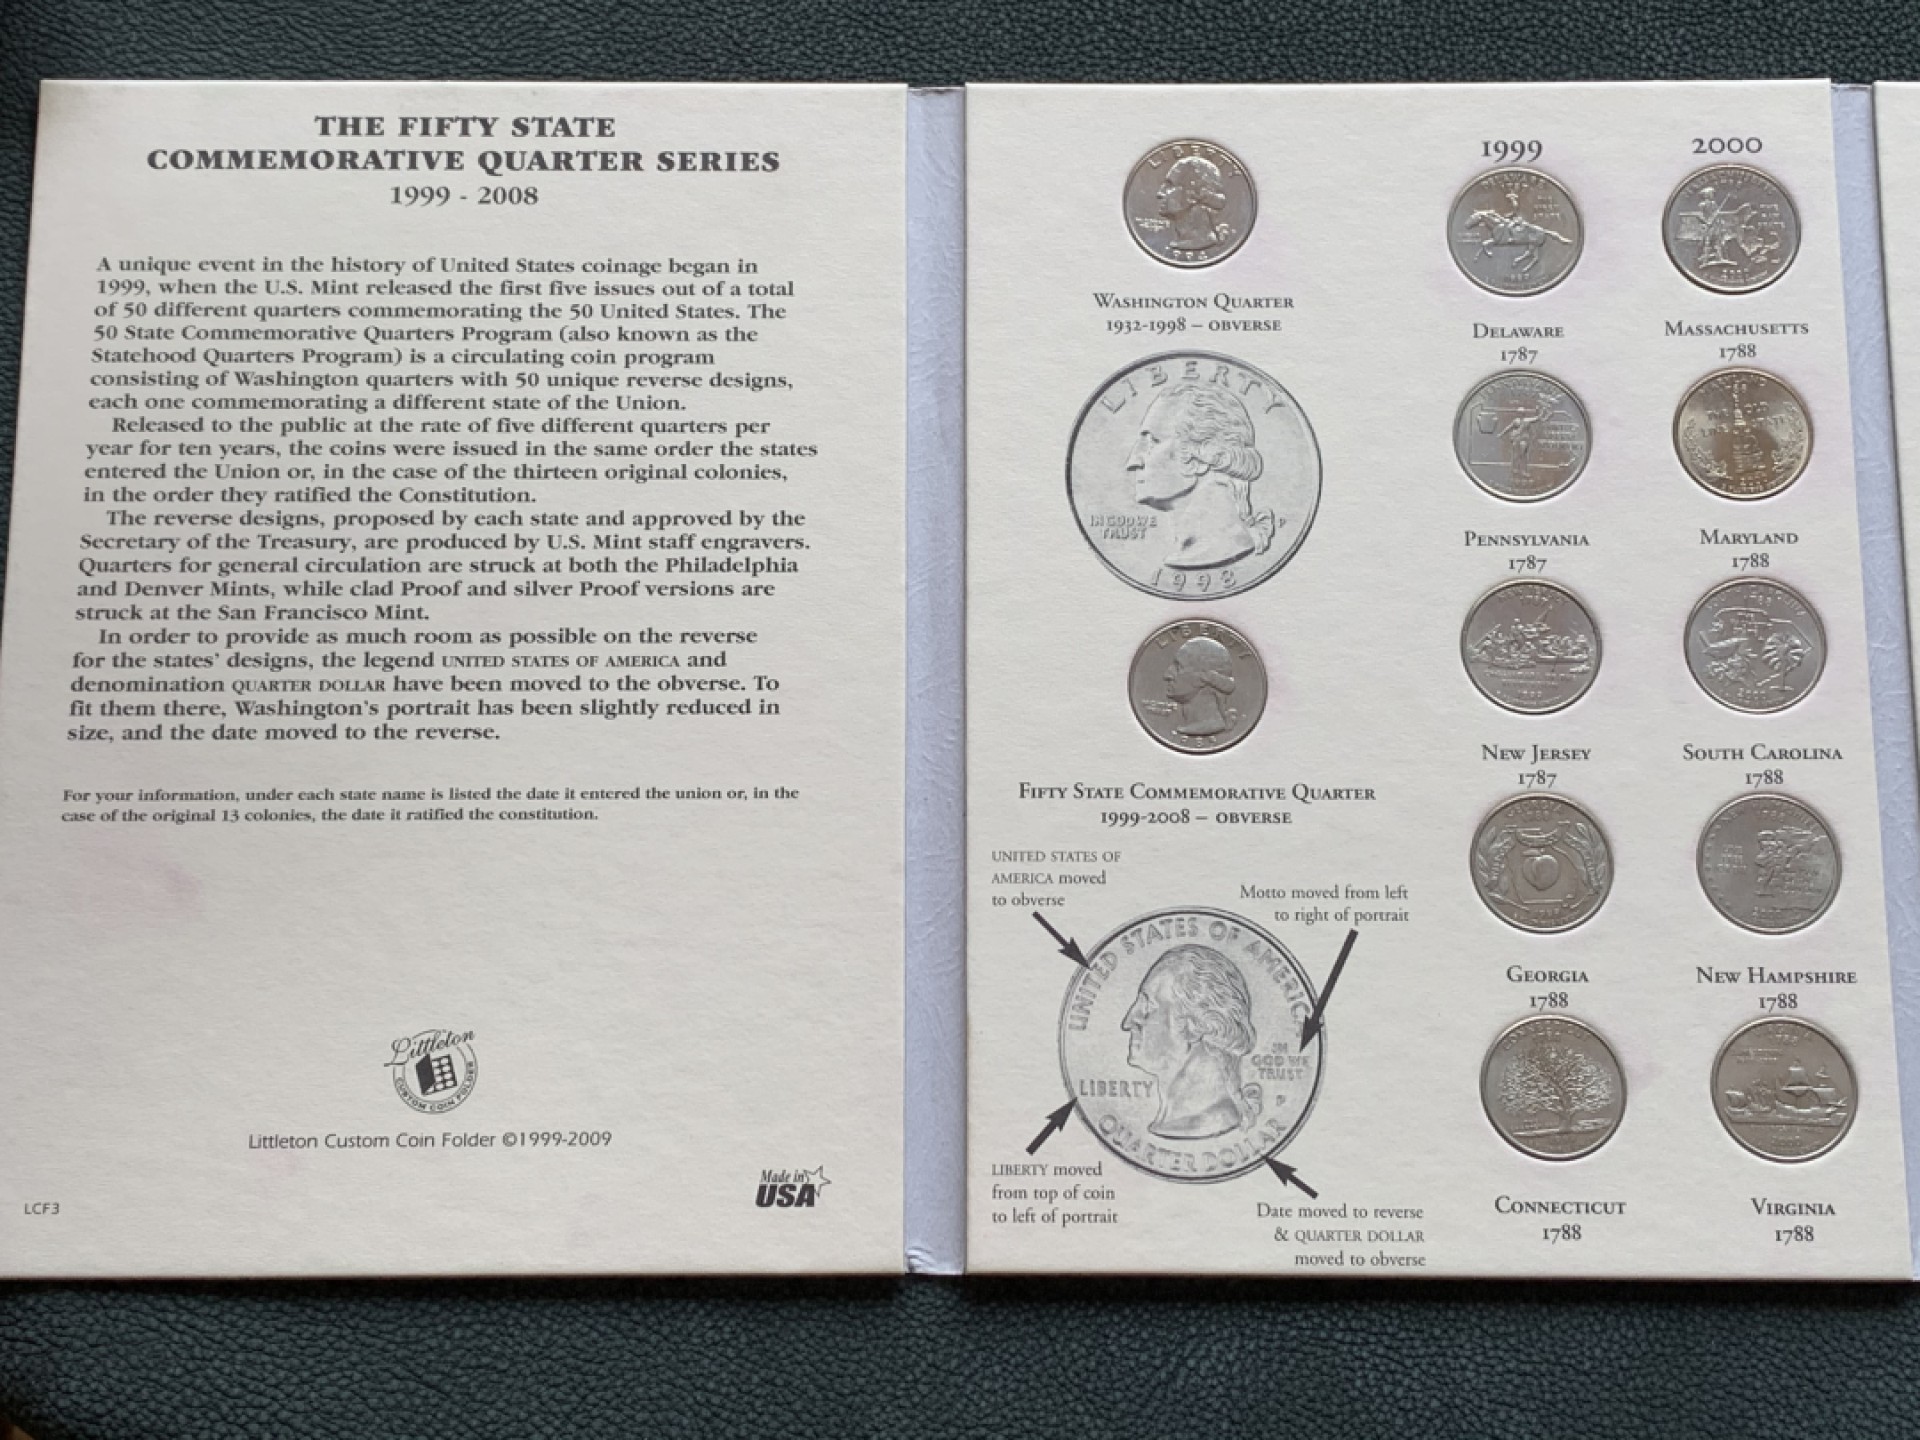 THE FIFTY STATE
COMMEMORATIVE QUARTER SERIES
1999 - 2008
A unique event in the history of United States coinage began in
1999, when the U.S. Mint released the first five issues out of a total
of 50 different quarters commemorating the 50 United States. The
50 State Commemorative Quarters Program (also known as the
Statehood Quarters Program) is a circulating coin program
consisting of Washington quarters with 50 unique reverse designs,
each one commemorating a different state of the Union.
Released to the public at the rate of five different quarters per
year for ten years, the coins were issued in the same order the states
entered the Union or, in the case of the thirteen original colonies,
in the order they ratified the Constitution.
The reverse designs, proposed by each state and approved by the
Secretary of the Treasury, are produced by U.S. Mint staff engravers.
Quarters for general circulation are struck at both the Philadelphia
and Denver Mints, while clad Proof and silver Proof versions are
struck at the San Francisco Mint.
In order to provide as much room as possible on the reverse
for the states' designs, the legend UNITED STATES OF AMERICA and
denomination QUARTER DOLLAR have been moved to the obverse. To
fit them there, Washington's portrait has been slightly reduced in
size, and the date moved to the reverse.
For your information, under each state name is listed the date it entered the union or, in the
case of the original 13 colonies, the date it ratified the constitution.
Littleton
CUSTOM COIN FOLDER
Littleton Custom Coin Folder ©1999-2009
Made in
USA
LCF3
LIBERTY
WASHINGTON QUARTER
1932-1998 – OBVERSE
LIBERTY
IN GOD WE
TRUST
P
1998
LIBERTY
FIFTY STATE COMMEMORATIVE QUARTER
1999-2008 – OBVERSE
UNITED STATES OF
AMERICA moved
to obverse
Motto moved from left
to right of portrait
UNITED STATES OF AMERICA
IN
GOD WE
TRUST
LIBERTY
P
QUARTER DOLLAR
LIBERTY moved
from top of coin
to left of portrait
Date moved to reverse
& QUARTER DOLLAR
moved to obverse
1999
DELAWARE
1787
PENNSYLVANIA
1787
NEW JERSEY
1787
GEORGIA
1788
CONNECTICUT
1788
2000
MASSACHUSETTS
1788
MARYLAND
1788
SOUTH CAROLINA
1788
NEW HAMPSHIRE
1788
VIRGINIA
1788